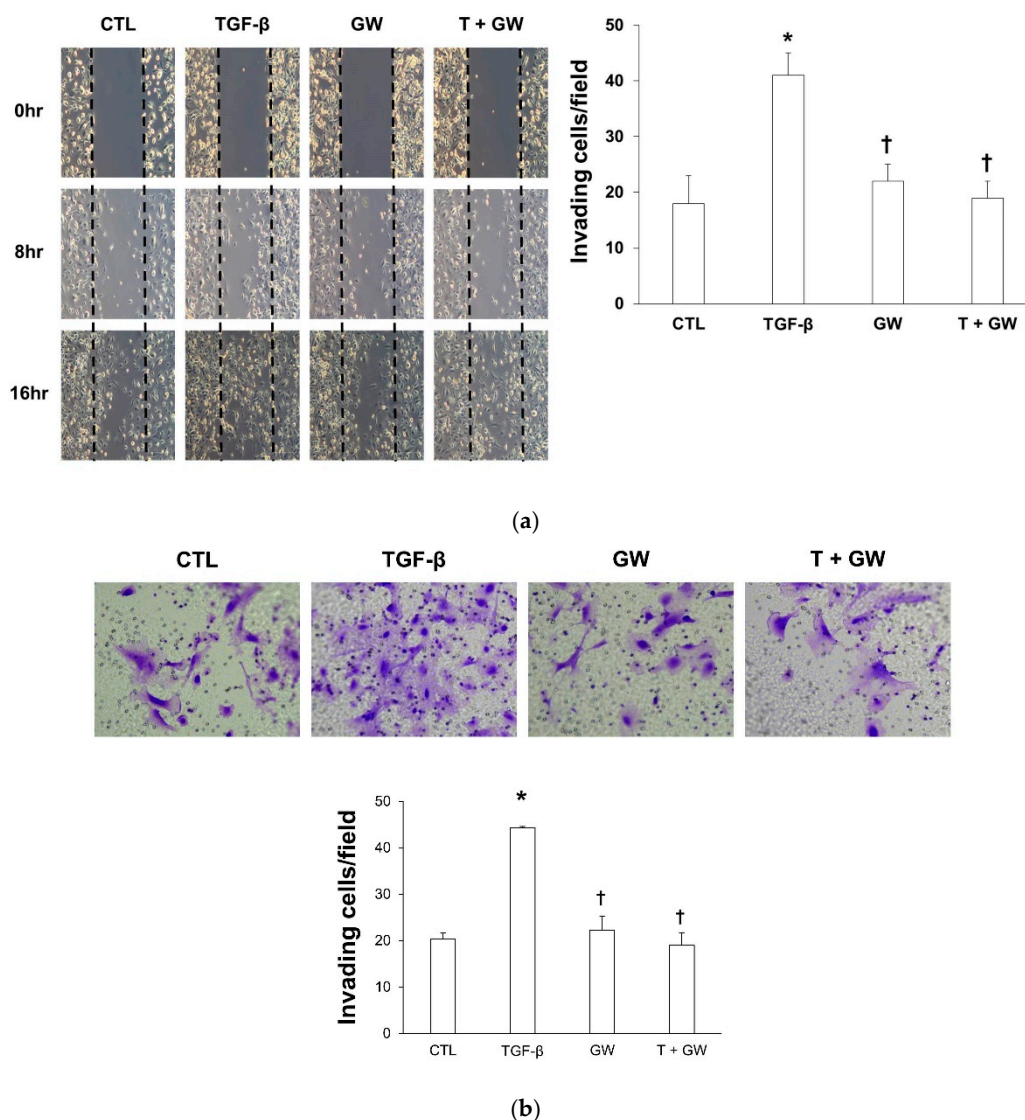 CTL TGF-β GW T + GW
0hr
8hr
16hr
Invading cells/field
50
40
30
20
10
0
*
†
†
CTL TGF-β GW T + GW
(a)
CTL TGF-β GW T + GW
Invading cells/field
50
40
30
20
10
0
*
†
†
CTL TGF-β GW T + GW
(b)